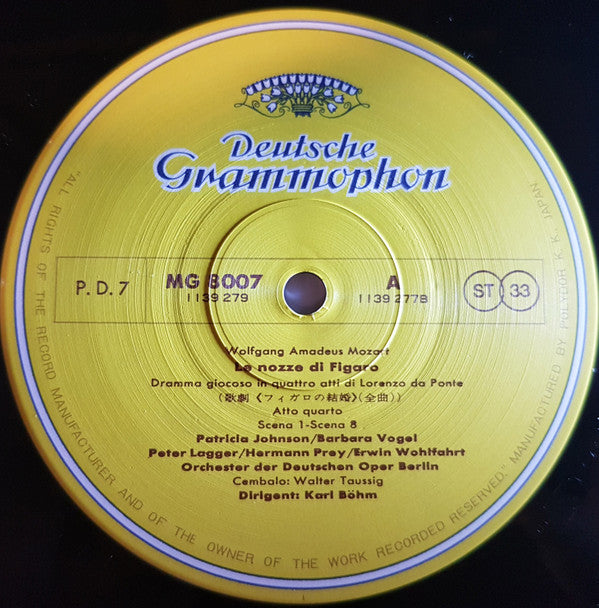 Deutsche
Grammophon
P. D. 7
MG 8007
1139 279
A
1139 277B
ST
33
Wolfgang Amadeus Mozart
Le nozze di Figaro
Dramma giocoso in quattro atti di Lorenzo da Ponte
(歌劇《フィガロの結婚》(全曲))
Atto quarto
Scena 1-Scena 8
Patricia Johnson/Barbara Vogel
Peter Lagger/Hermann Prey/Erwin Wohlfahrt
Orchester der Deutschen Oper Berlin
Cembalo: Walter Taussig
Dirigent: Karl Böhm
"ALL RIGHTS OF THE RECORD MANUFACTURER AND OF THE OWNER OF THE WORK RECORDED RESERVED." MANUFACTURED BY POLYDOR K. K. JAPAN.